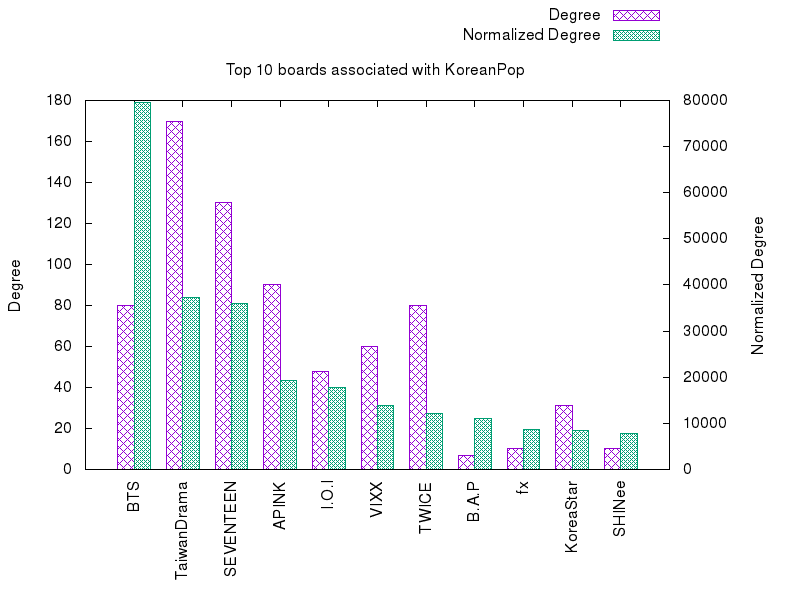 Degree
Normalized Degree
Top 10 boards associated with KoreanPop
180
160
140
120
100
80
60
40
20
0
Degree
80000
70000
60000
50000
40000
30000
20000
10000
0
Normalized Degree
BTS
TaiwanDrama
SEVENTEEN
APINK
I.O.I
VIXX
TWICE
B.A.P
fx
KoreaStar
SHINee